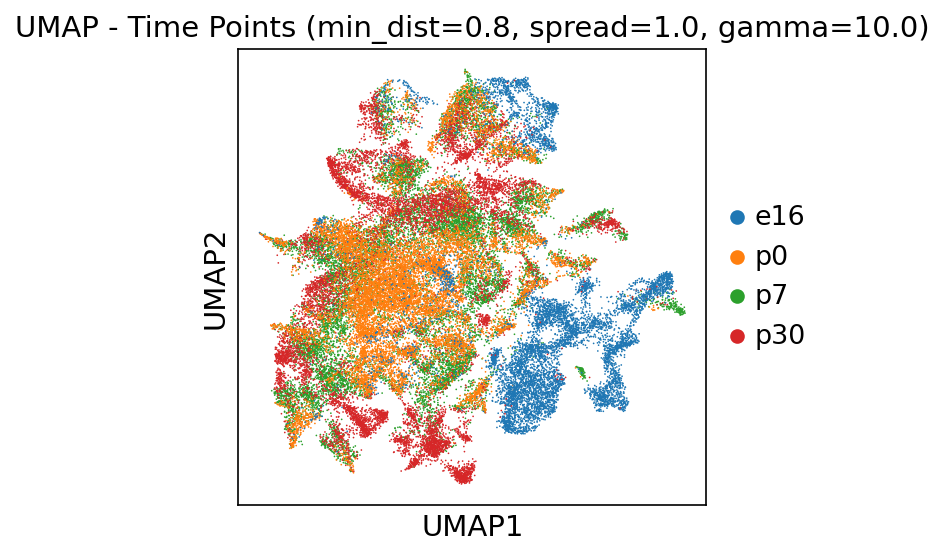 UMAP - Time Points (min_dist=0.8, spread=1.0, gamma=10.0)
UMAP2
e16
p0
p7
p30
UMAP1